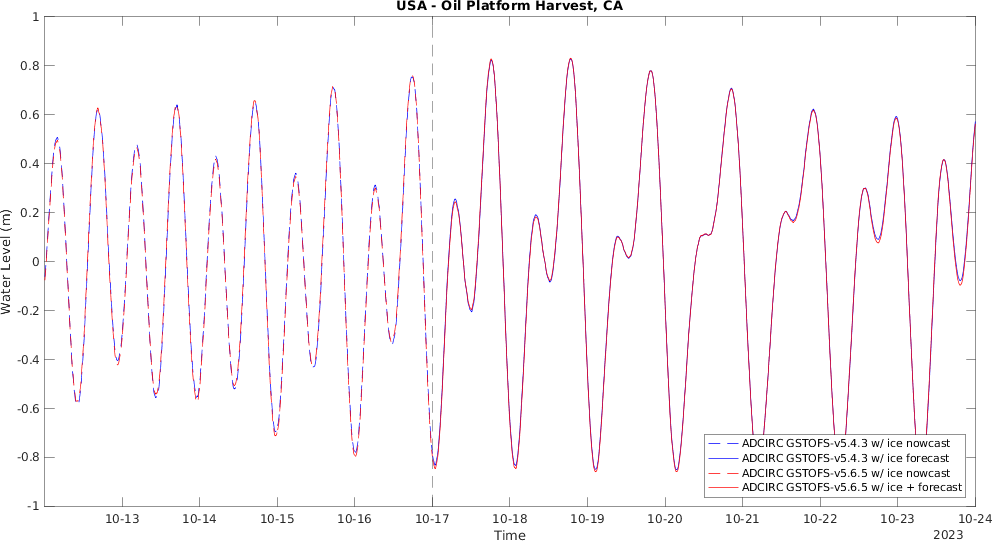 USA - Oil Platform Harvest, CA
1
0.8
0.6
0.4
0.2
0
-0.2
-0.4
-0.6
-0.8
-1
Water Level (m)
ADCIRC GSTOFS-v5.4.3 w/ ice nowcast
ADCIRC GSTOFS-v5.4.3 w/ ice forecast
ADCIRC GSTOFS-v5.6.5 w/ ice nowcast
ADCIRC GSTOFS-v5.6.5 w/ ice + forecast
10-13 10-14 10-15 10-16 10-17 10-18 10-19 10-20 10-21 10-22 10-23 10-24
Time
2023